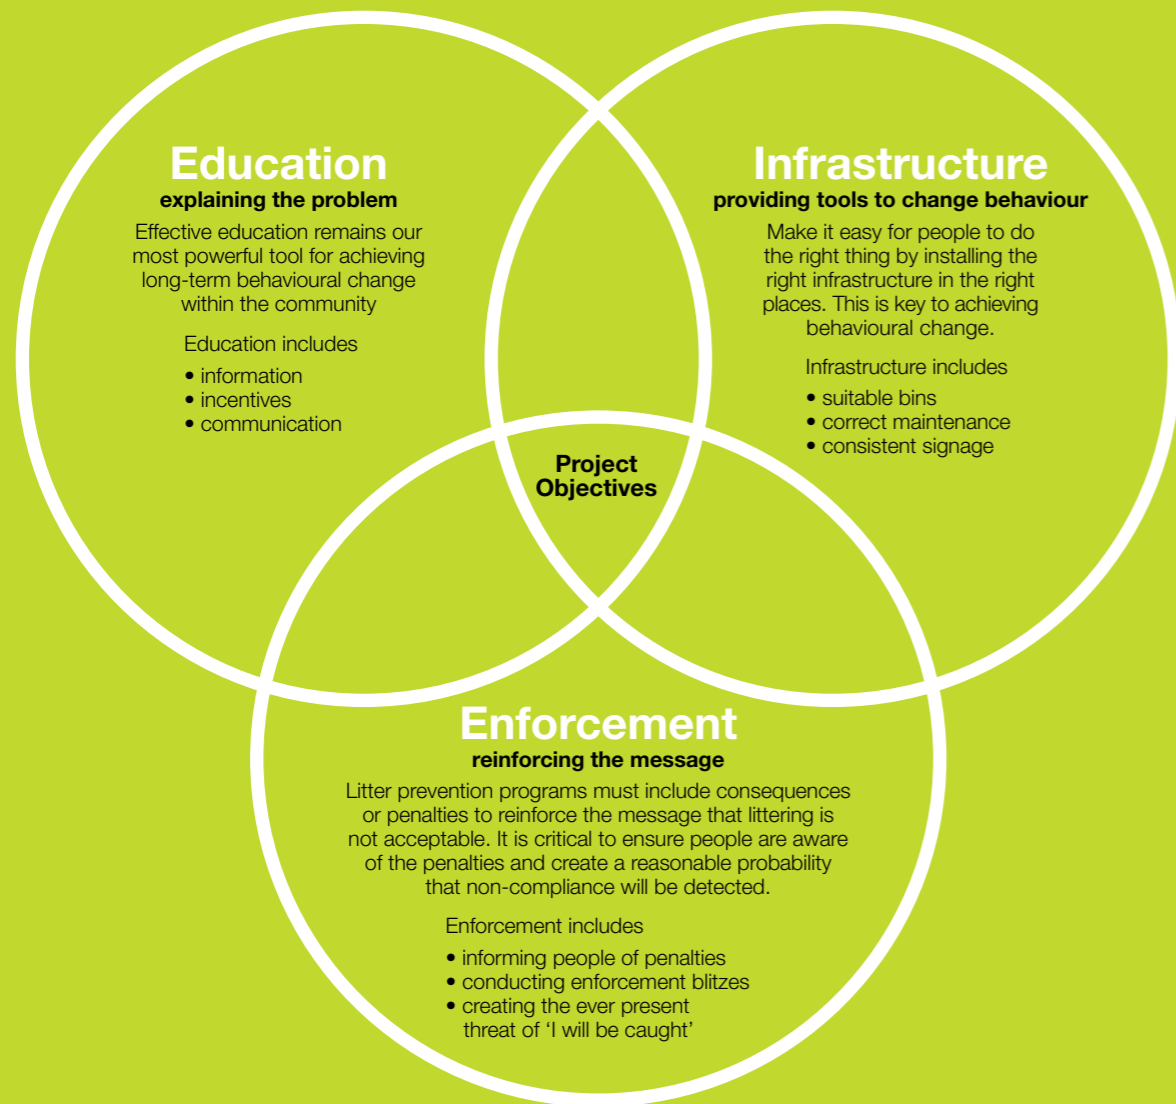 Education
explaining the problem
Effective education remains our
most powerful tool for achieving
long-term behavioural change
within the community
Education includes
• information
• incentives
• communication
Infrastructure
providing tools to change behaviour
Make it easy for people to do
the right thing by installing the
right infrastructure in the right
places. This is key to achieving
behavioural change.
Infrastructure includes
• suitable bins
• correct maintenance
• consistent signage
Project
Objectives
Enforcement
reinforcing the message
Litter prevention programs must include consequences
or penalties to reinforce the message that littering is
not acceptable. It is critical to ensure people are aware
of the penalties and create a reasonable probability
that non-compliance will be detected.
Enforcement includes
• informing people of penalties
• conducting enforcement blitzes
• creating the ever present
threat of ‘I will be caught’